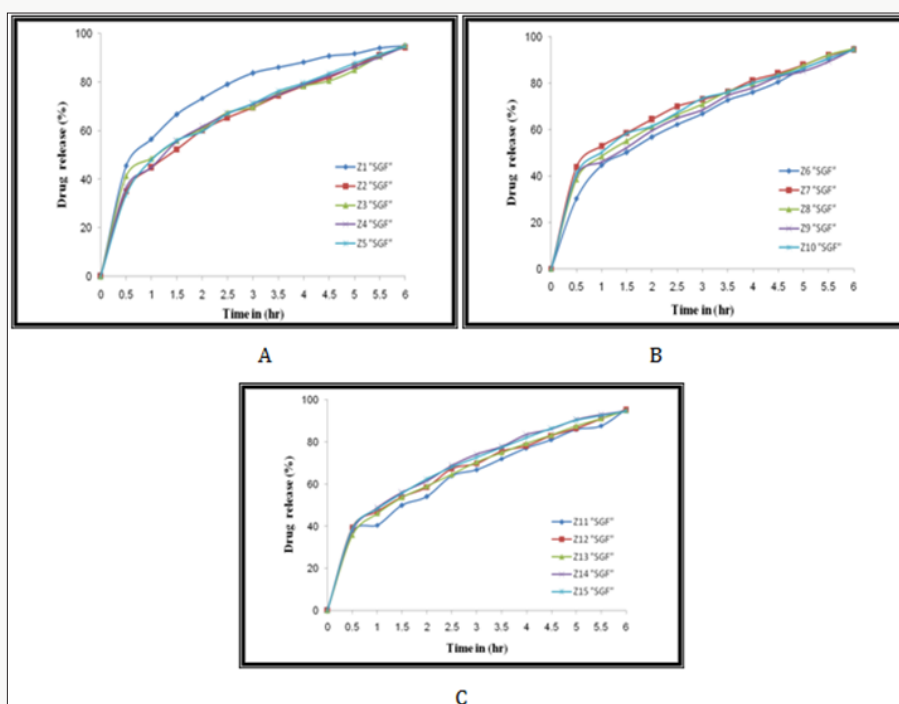 100
80
60
40
20
0
Drug release (%)
Z1 "SGF"
Z2 "SGF"
Z3 "SGF"
Z4 "SGF"
Z5 "SGF"
0 0.5 1 1.5 2 2.5 3 3.5 4 4.5 5 5.5 6
Time in (hr)
A
100
80
60
40
20
0
Drug release (%)
Z6 "SGF"
Z7 "SGF"
Z8 "SGF"
Z9 "SGF"
Z10 "SGF"
0 0.5 1 1.5 2 2.5 3 3.5 4 4.5 5 5.5 6
Time in (hr)
B
100
80
60
40
20
0
Drug release (%)
Z11 "SGF"
Z12 "SGF"
Z13 "SGF"
Z14 "SGF"
Z15 "SGF"
0 0.5 1 1.5 2 2.5 3 3.5 4 4.5 5 5.5 6
Time in (hr)
C